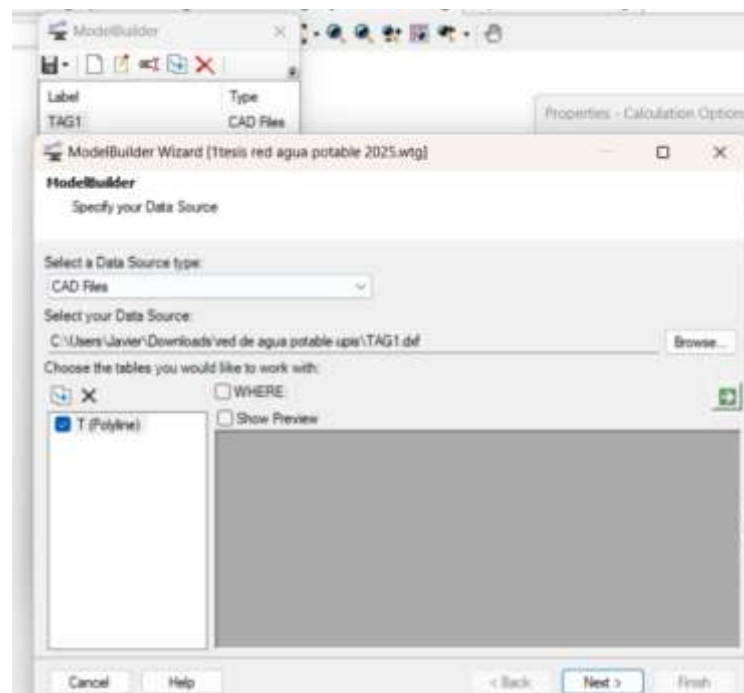 ModelBuilder
Label Type
TAG1 CAD Files
Properties - Calculation Options
ModelBuilder Wizard [1tesis red agua potable 2025.wtg]
ModelBuilder
Specify your Data Source
Select a Data Source type:
CAD Files
Select your Data Source:
C:\Users\Javier\Downloads\red de agua potable upis\TAG1.dxf
Browse...
Choose the tables you would like to work with:
WHERE:
Show Preview
T (Polyline)
Cancel Help < Back Next > Finish